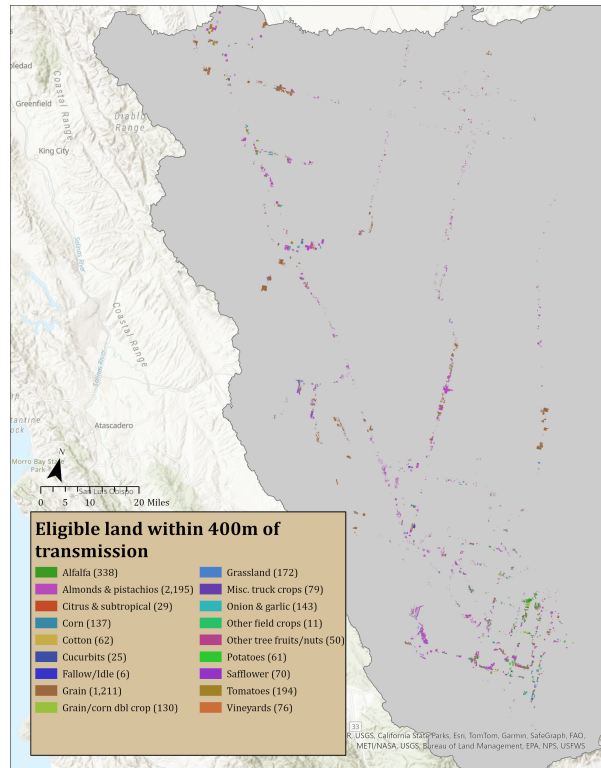 Coastal Range
Greenfield
Diablo
Range
King City
Salinas River
Coastal Range
Salinas River
Atascadero
Morro Bay State
Park
San Luis Obispo
N
0 5 10 20 Miles
Eligible land within 400m of
transmission
Alfalfa (338)
Almonds & pistachios (2,195)
Citrus & subtropical (29)
Corn (137)
Cotton (62)
Cucurbits (25)
Fallow/Idle (6)
Grain (1,211)
Grain/corn dbl crop (130)
Grassland (172)
Misc. truck crops (79)
Onion & garlic (143)
Other field crops (11)
Other tree fruits/nuts (50)
Potatoes (61)
Safflower (70)
Tomatoes (194)
Vineyards (76)
33
R, USGS, California State Parks, Esri, TomTom, Garmin, SafeGraph, FAO,
METI/NASA, USGS, Bureau of Land Management, EPA, NPS, USFWS